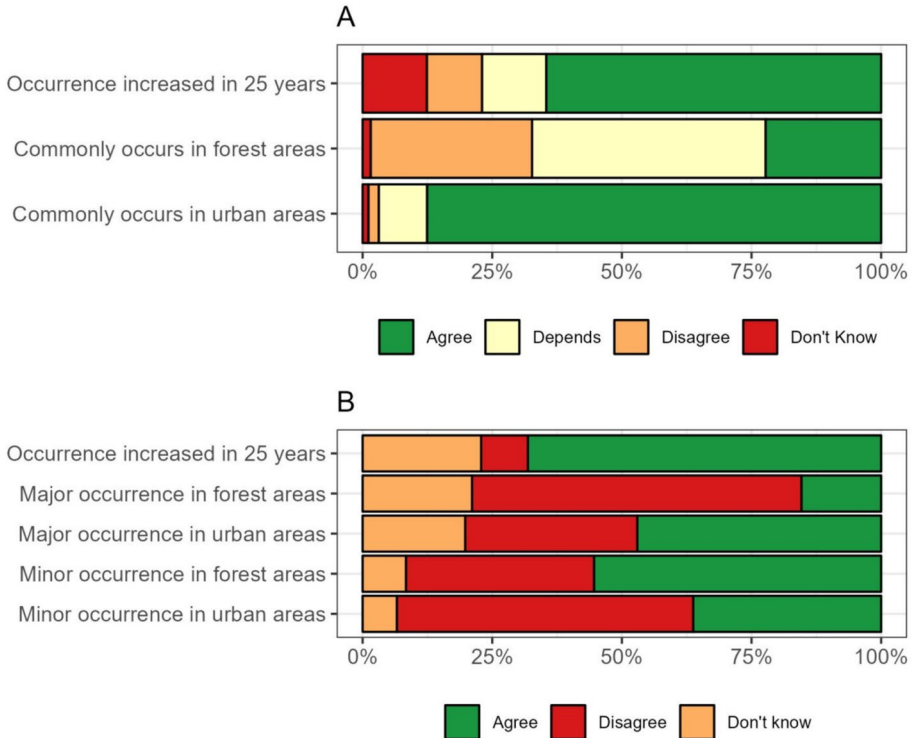 A
Occurrence increased in 25 years
Commonly occurs in forest areas
Commonly occurs in urban areas
0% 25% 50% 75% 100%
Agree Depends Disagree Don't Know
B
Occurrence increased in 25 years
Major occurrence in forest areas
Major occurrence in urban areas
Minor occurrence in forest areas
Minor occurrence in urban areas
0% 25% 50% 75% 100%
Agree Disagree Don't know